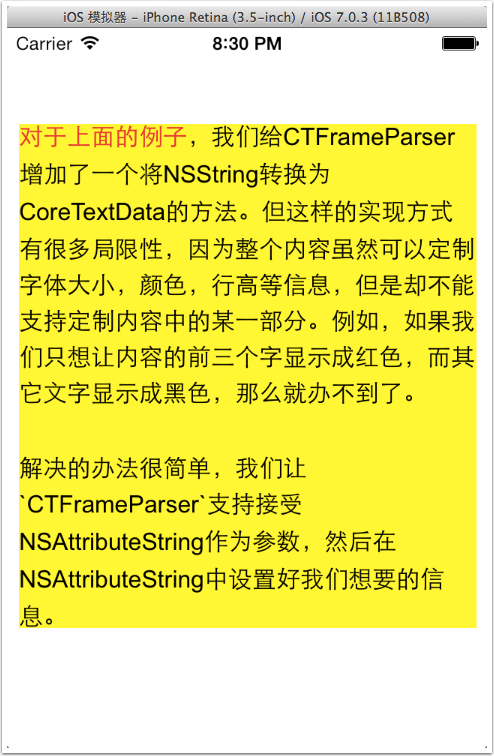 iOS 模拟器 – iPhone Retina (3.5-inch) / iOS 7.0.3 (11B508)
Carrier 8:30 PM
对于上面的例子，我们给CTFrameParser
增加了一个将NSString转换为
CoreTextData的方法。但这样的实现方式
有很多局限性，因为整个内容虽然可以定制
字体大小，颜色，行高等信息，但是却不能
支持定制内容中的某一部分。例如，如果我
们只想让内容的前三个字显示成红色，而其
它文字显示成黑色，那么就办不到了。
解决的办法很简单，我们让
`CTFrameParser`支持接受
NSAttributeString作为参数，然后在
NSAttributeString中设置好我们想要的信
息。